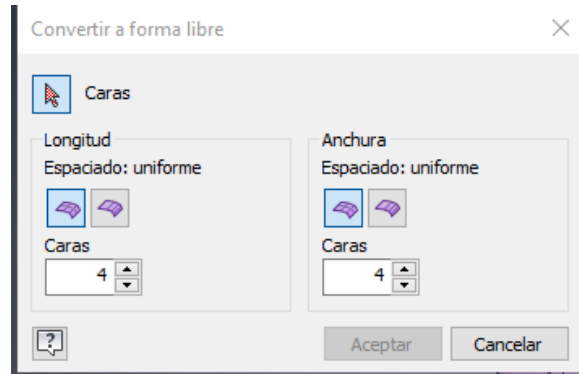 Convertir a forma libre
Caras
Longitud
Espaciado: uniforme
Caras
4
Anchura
Espaciado: uniforme
Caras
4
?
Aceptar
Cancelar